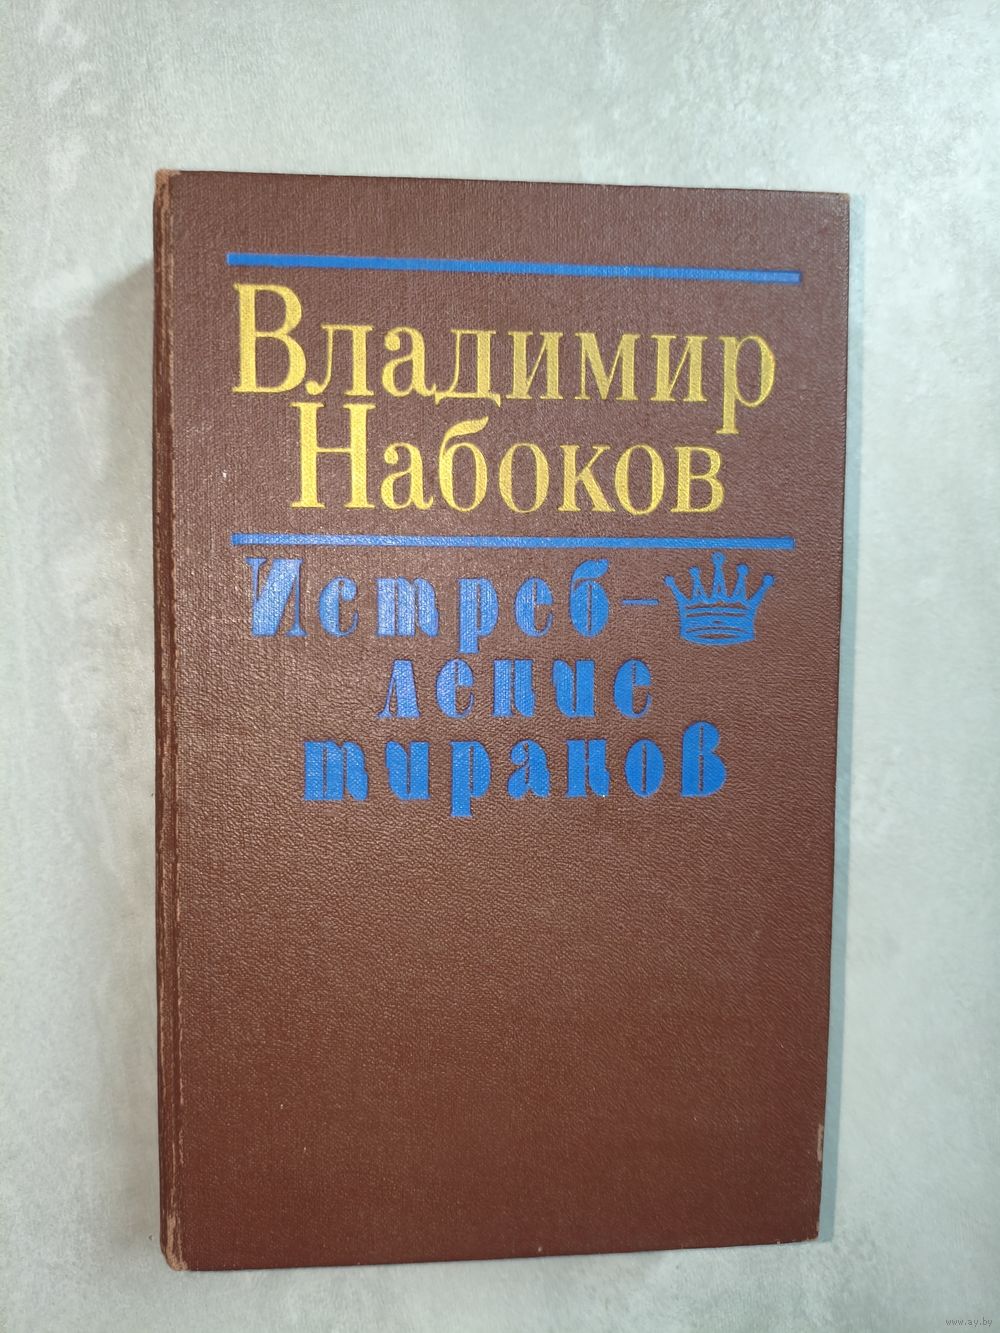 Владимир
Набоков
Истреб-
ление
тиранов
www.ay.by